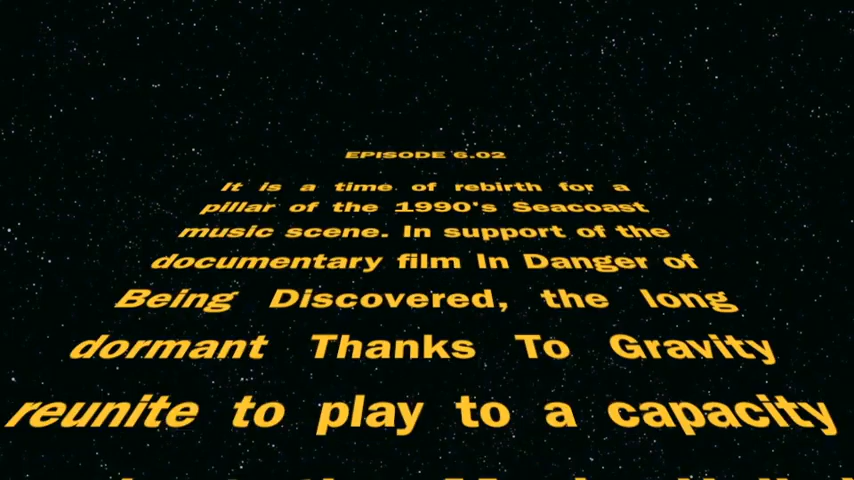 EPISODE 6.02
It is a time of rebirth for a
pillar of the 1990's Seacoast
music scene. In support of the
documentary film In Danger of
Being Discovered, the long
dormant Thanks To Gravity
reunite to play to a capacity